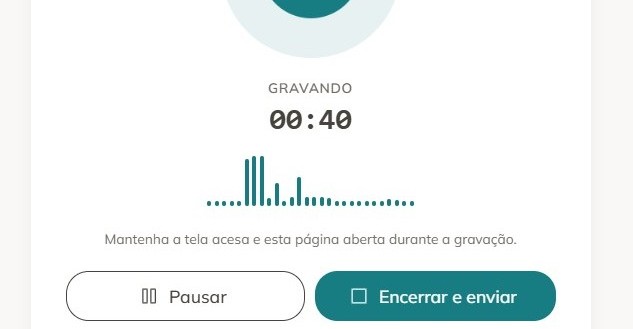 GRAVANDO
00:40
Mantenha a tela acesa e esta página aberta durante a gravação.
Pausar
Encerrar e enviar